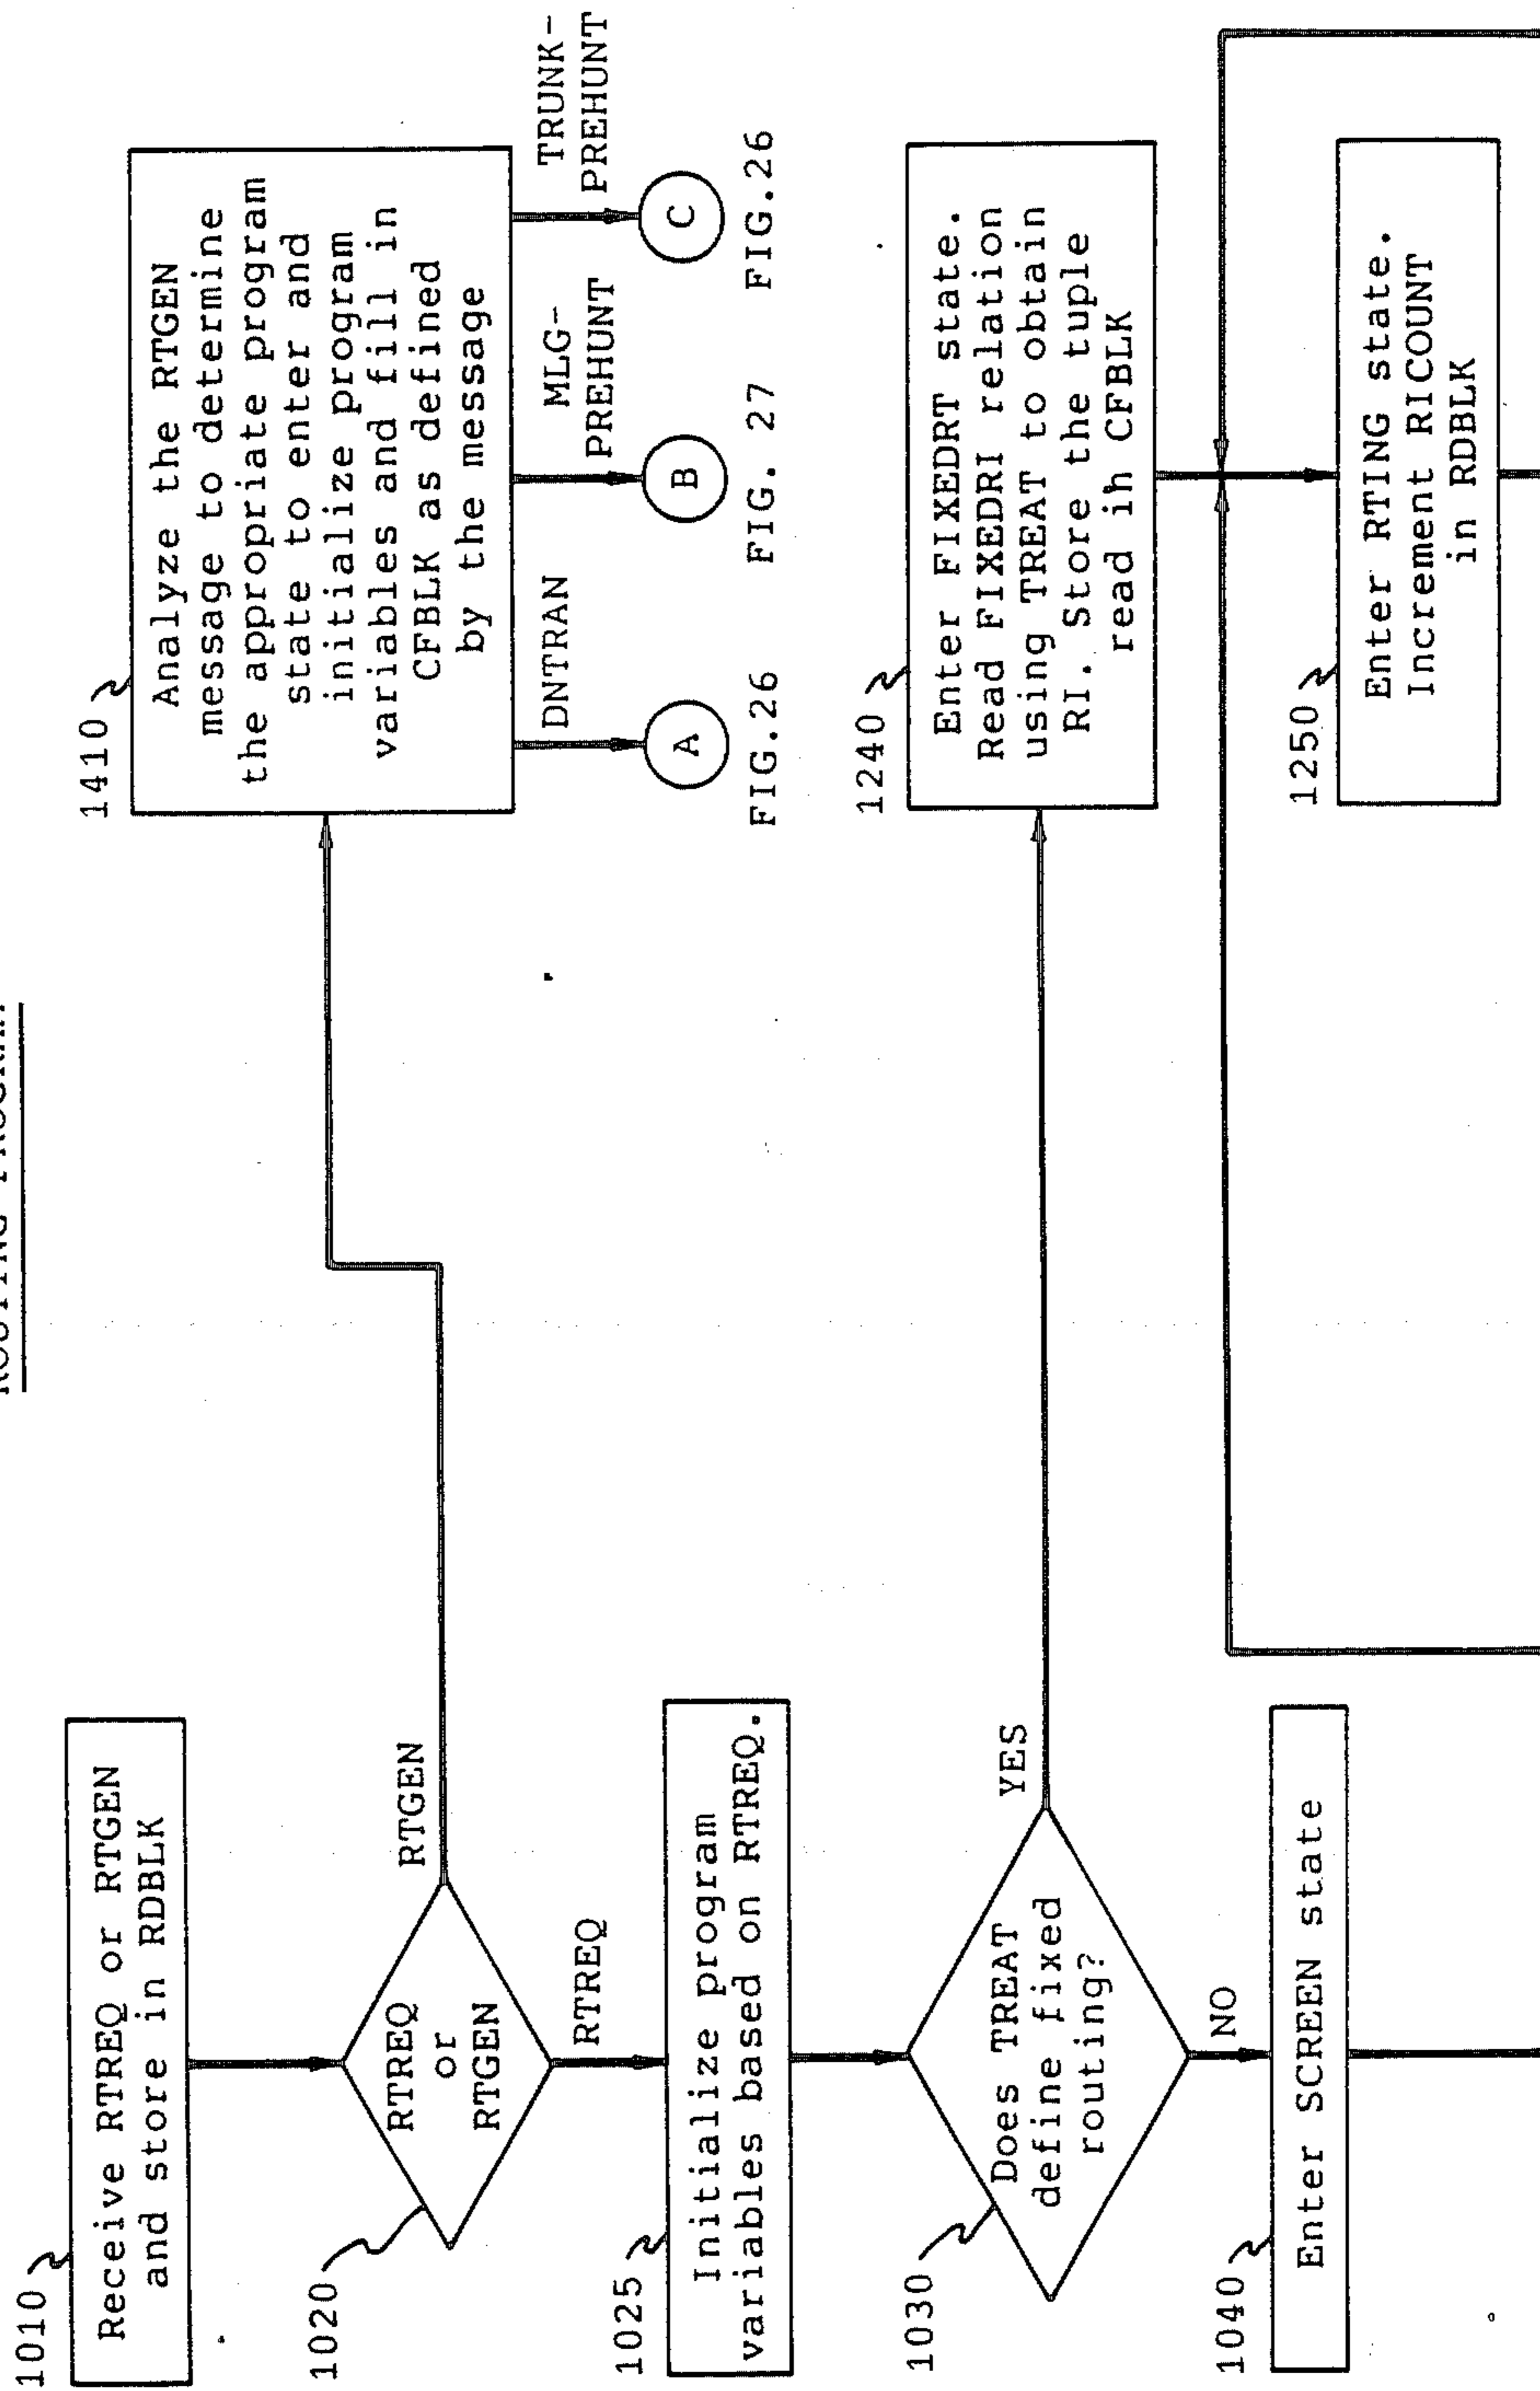 ROUTING PROGRAM
1010
Receive RTREQ or RTGEN
and store in RDBLK
1020
RTREQ
or
RTGEN
RTGEN
RTREQ
1025
Initialize program
variables based on RTREQ.
1030
Does TREAT
define fixed
routing?
YES
NO
1040
Enter SCREEN state
1410
Analyze the RTGEN
message to determine
the appropriate program
state to enter and
initialize program
variables and fill in
CFBLK as defined
by the message
DNTRAN
MLG-
PREHUNT
TRUNK-
PREHUNT
A
B
C
FIG.26
FIG. 27
FIG.26
1240
Enter FIXEDRT state.
Read FIXEDRI relation
using TREAT to obtain
RI. Store the tuple
read in CFBLK
1250
Enter RTING state.
Increment RICOUNT
in RDBLK